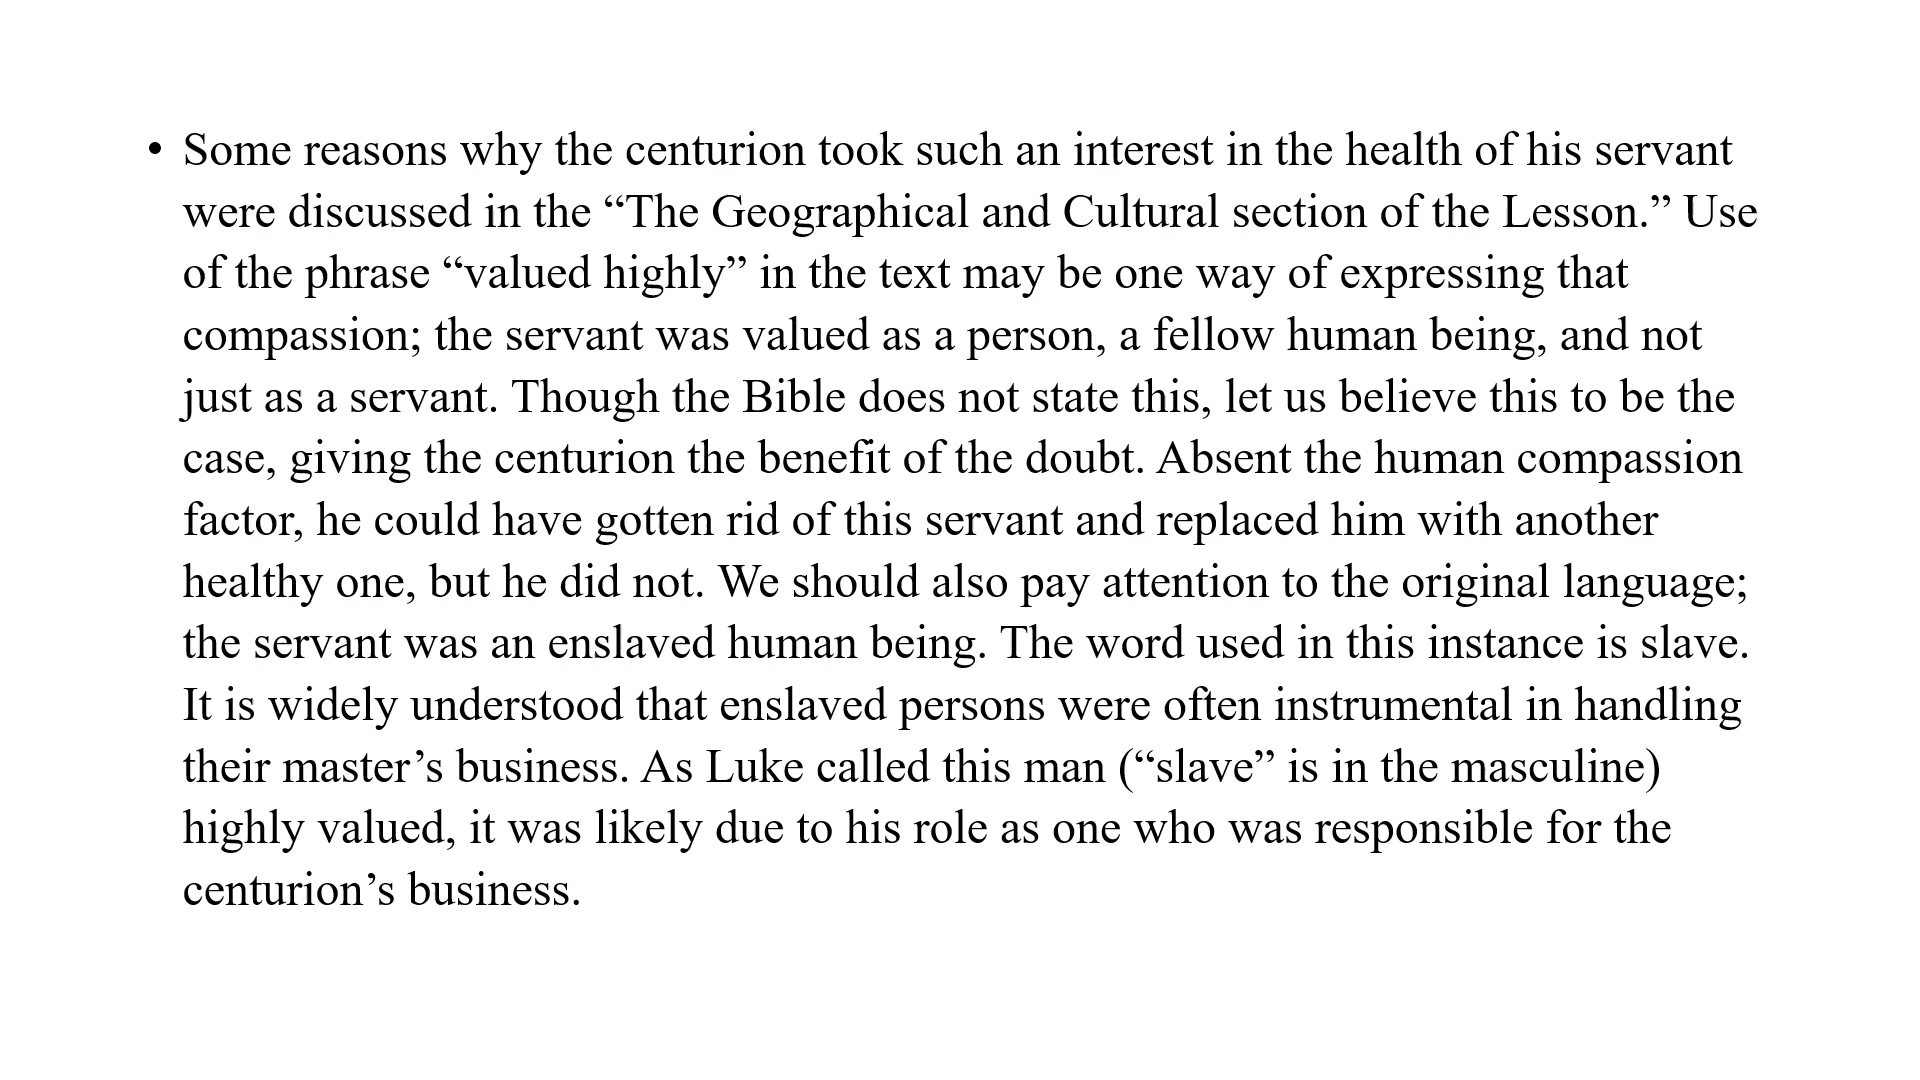 • Some reasons why the centurion took such an interest in the health of his servant
were discussed in the “The Geographical and Cultural section of the Lesson.” Use
of the phrase “valued highly” in the text may be one way of expressing that
compassion; the servant was valued as a person, a fellow human being, and not
just as a servant. Though the Bible does not state this, let us believe this to be the
case, giving the centurion the benefit of the doubt. Absent the human compassion
factor, he could have gotten rid of this servant and replaced him with another
healthy one, but he did not. We should also pay attention to the original language;
the servant was an enslaved human being. The word used in this instance is slave.
It is widely understood that enslaved persons were often instrumental in handling
their master’s business. As Luke called this man (“slave” is in the masculine)
highly valued, it was likely due to his role as one who was responsible for the
centurion’s business.